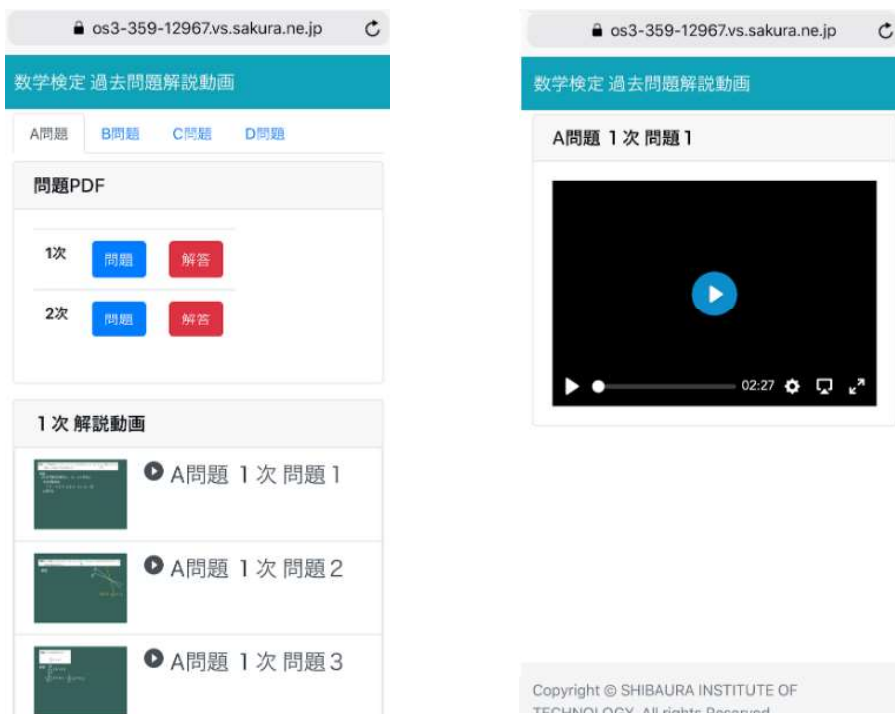 os3-359-12967.vs.sakura.ne.jp
数学検定 過去問題解説動画
A問題 B問題 C問題 D問題
問題PDF
1次 問題 解答
2次 問題 解答
1次 解説動画
A問題 1次 問題1
A問題 1次 問題2
A問題 1次 問題3
os3-359-12967.vs.sakura.ne.jp
数学検定 過去問題解説動画
A問題 1次 問題1
02:27
Copyright © SHIBAURA INSTITUTE OF
TECHNOLOGY. All rights Reserved